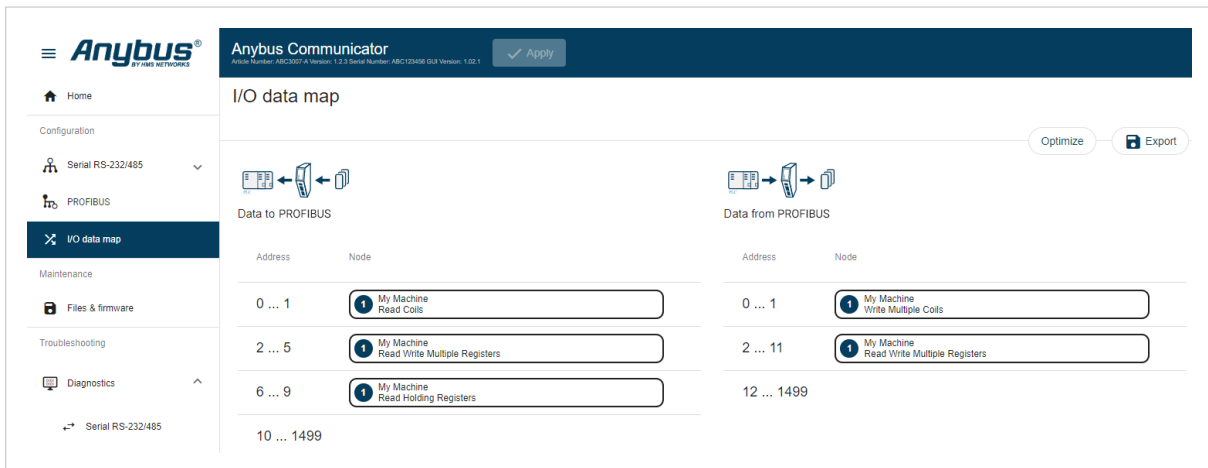 Anybus®
BY HMS NETWORKS
Anybus Communicator
Article Number: ABC3007-A Version: 1.2.3 Serial Number: ABC123456 GUI Version: 1.02.1
Apply
Home
Configuration
Serial RS-232/485
PROFIBUS
I/O data map
Maintenance
Files & firmware
Troubleshooting
Diagnostics
Serial RS-232/485
I/O data map
Optimize
Export
Data to PROFIBUS
Address Node
0 ... 1
1 My Machine
Read Coils
2 ... 5
1 My Machine
Read Write Multiple Registers
6 ... 9
1 My Machine
Read Holding Registers
10 ... 1499
Data from PROFIBUS
Address Node
0 ... 1
1 My Machine
Write Multiple Coils
2 ... 11
1 My Machine
Read Write Multiple Registers
12 ... 1499